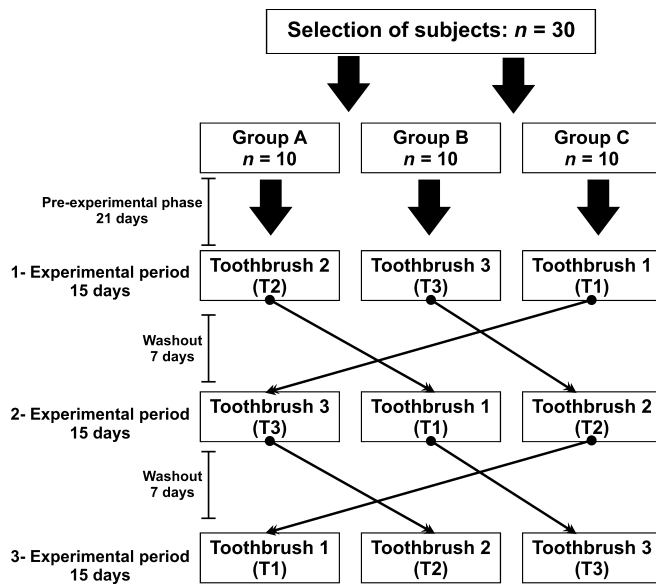 Selection of subjects: n = 30
Group A
n = 10
Group B
n = 10
Group C
n = 10
Pre-experimental phase
21 days
1- Experimental period
15 days
Toothbrush 2
(T2)
Toothbrush 3
(T3)
Toothbrush 1
(T1)
Washout
7 days
2- Experimental period
15 days
Toothbrush 3
(T3)
Toothbrush 1
(T1)
Toothbrush 2
(T2)
Washout
7 days
3- Experimental period
15 days
Toothbrush 1
(T1)
Toothbrush 2
(T2)
Toothbrush 3
(T3)